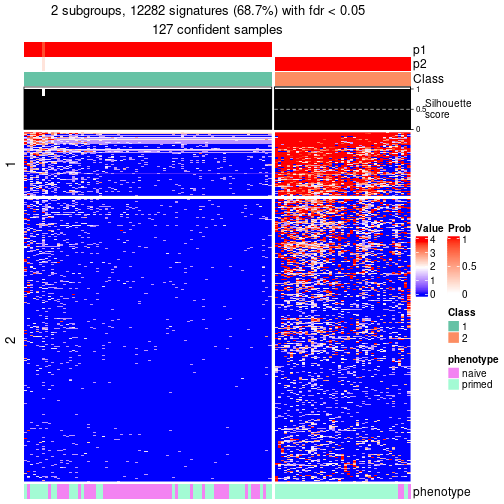 2 subgroups, 12282 signatures (68.7%) with fdr < 0.05
127 confident samples
p1
p2
Class
1
0.5
0
Silhouette
score
1
2
Value
4
3
2
1
0
Prob
1
0.5
0
Class
1
2
phenotype
naive
primed
phenotype